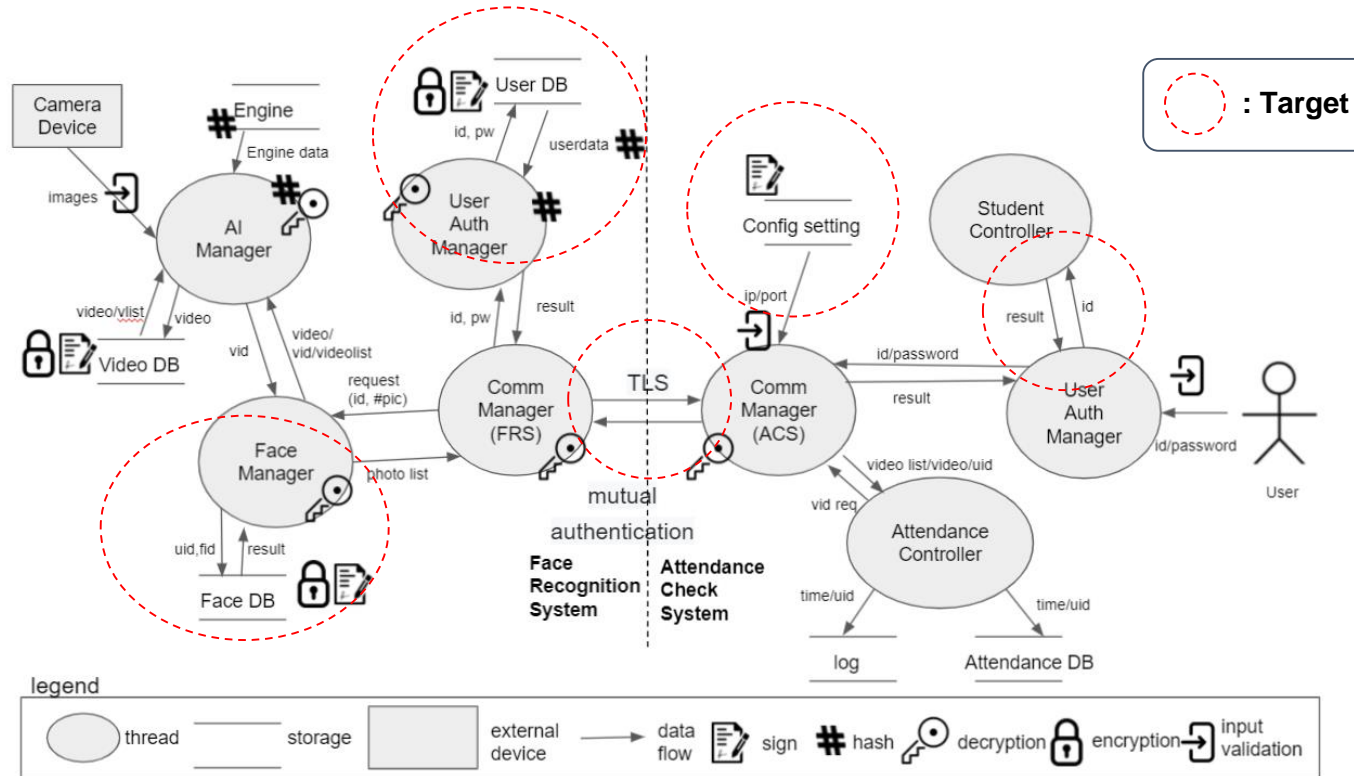 : Target
Camera
Device
images
Engine
Engine data
AI
Manager
video/vlist
video
Video DB
vid
video/
vid/videolist
User DB
id, pw
userdata
User
Auth
Manager
id, pw
result
request
(id, #pic)
Comm
Manager
(FRS)
Face
Manager
photo list
uid,fid
result
Face DB
TLS
mutual
authentication
Face
Recognition
System
Attendance
Check
System
Config setting
ip/port
Comm
Manager
(ACS)
id/password
result
Student
Controller
result
id
User
Auth
Manager
id/password
User
video list/video/uid
vid req
Attendance
Controller
time/uid
time/uid
log
Attendance DB
legend
thread
storage
external
device
data
flow
sign
hash
decryption
encryption
input
validation